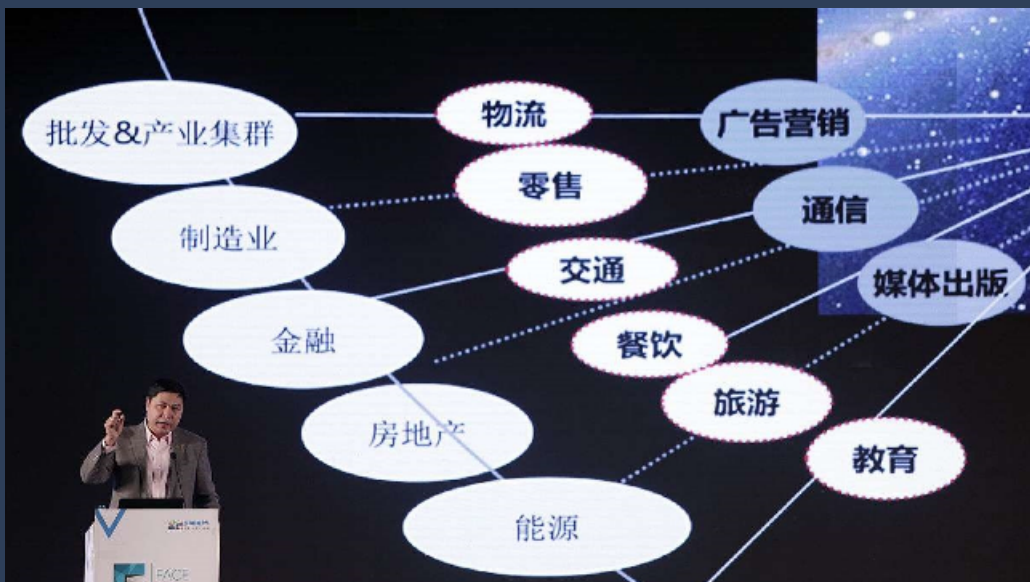 批发&产业集群
物流
广告营销
零售
制造业
通信
交通
媒体出版
金融
餐饮
旅游
房地产
教育
能源
FACE